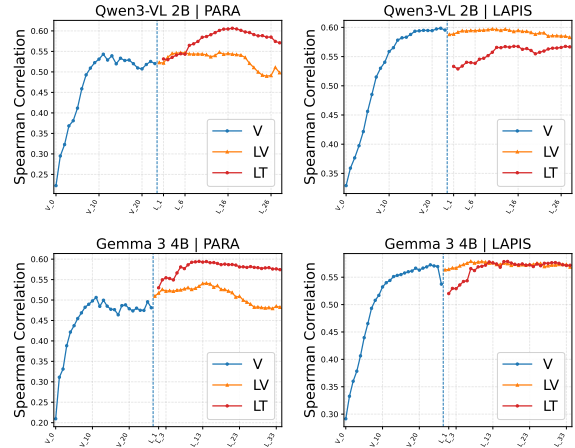 Qwen3-VL 2B | PARA
Spearman Correlation
0.60
0.55
0.50
0.45
0.40
0.35
0.30
0.25
V
LV
LT
V_0
V_10
V_20
L_1
L_6
L_16
L_26
Qwen3-VL 2B | LAPIS
Spearman Correlation
0.60
0.55
0.50
0.45
0.40
0.35
V
LV
LT
V_0
V_10
V_20
L_1
L_6
L_16
L_26
Gemma 3 4B | PARA
Spearman Correlation
0.60
0.55
0.50
0.45
0.40
0.35
0.30
0.25
0.20
V
LV
LT
V_0
V_10
V_20
L_3
L_13
L_23
L_33
Gemma 3 4B | LAPIS
Spearman Correlation
0.55
0.50
0.45
0.40
0.35
0.30
V
LV
LT
V_0
V_10
V_20
L_3
L_13
L_23
L_33